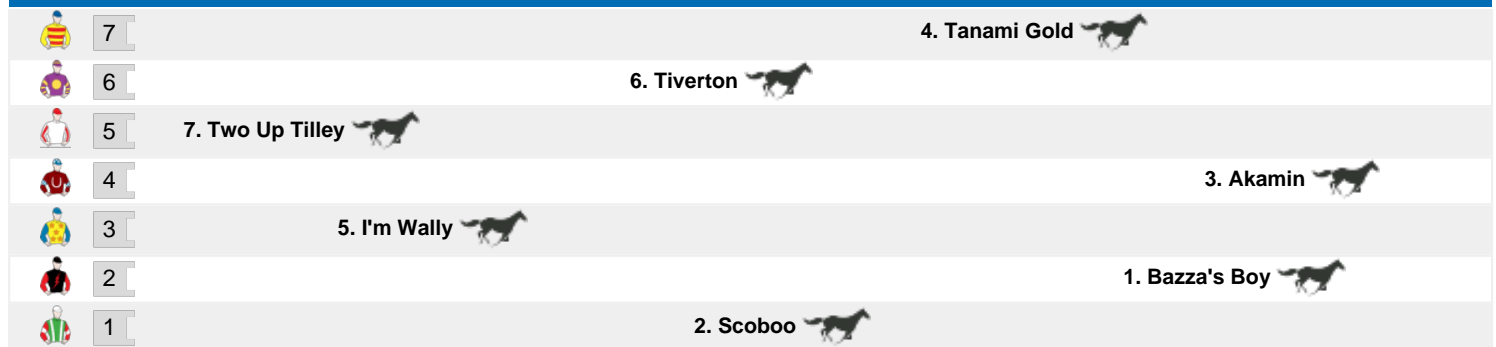 7 4. Tanami Gold
6 6. Tiverton
5 7. Two Up Tilley
4 3. Akamin
3 5. I'm Wally
2 1. Bazza's Boy
1 2. Scoboo